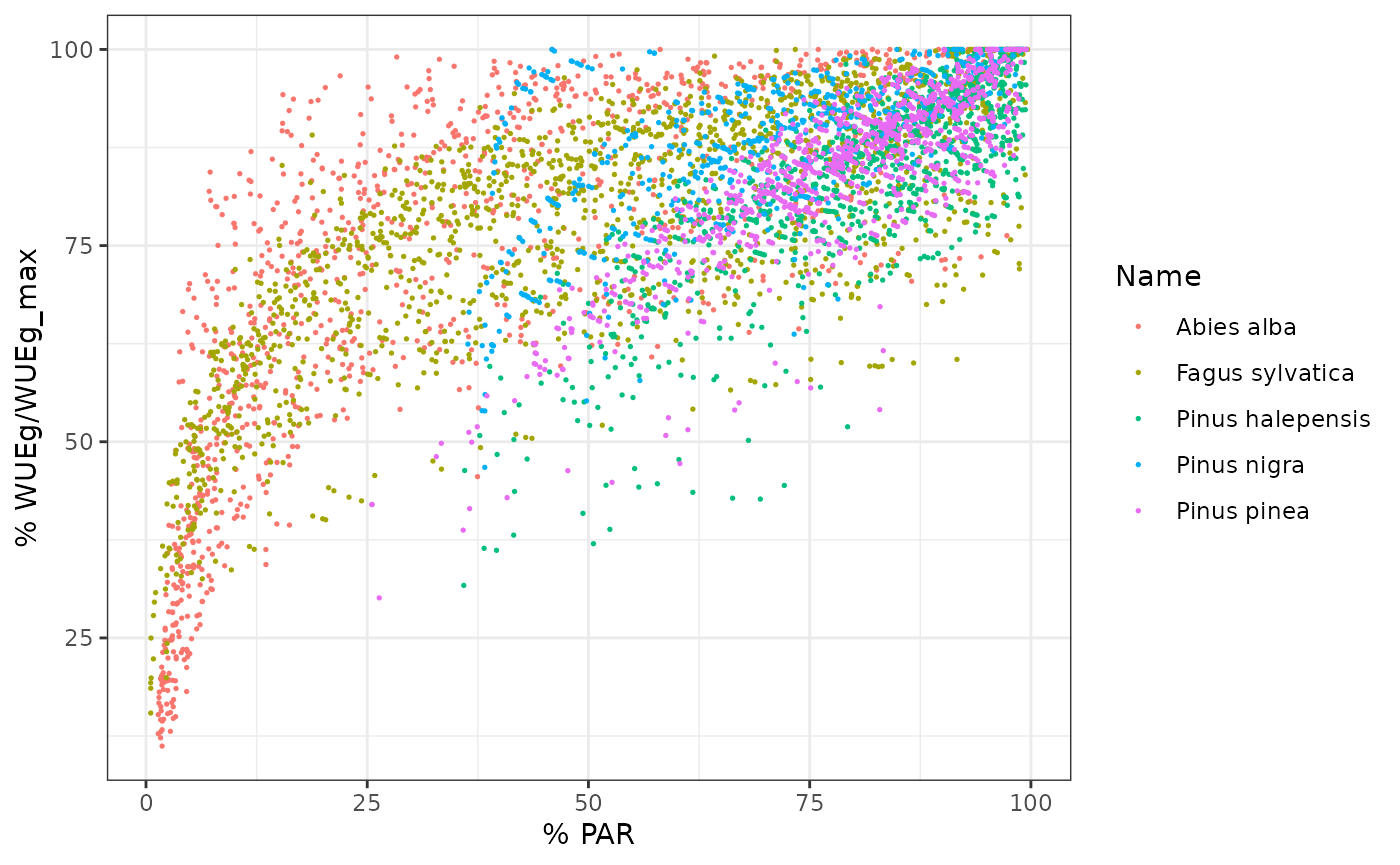 100
75
50
25
% WUEg/WUEg_max
0
25
50
75
100
% PAR
Name
Abies alba
Fagus sylvatica
Pinus halepensis
Pinus nigra
Pinus pinea